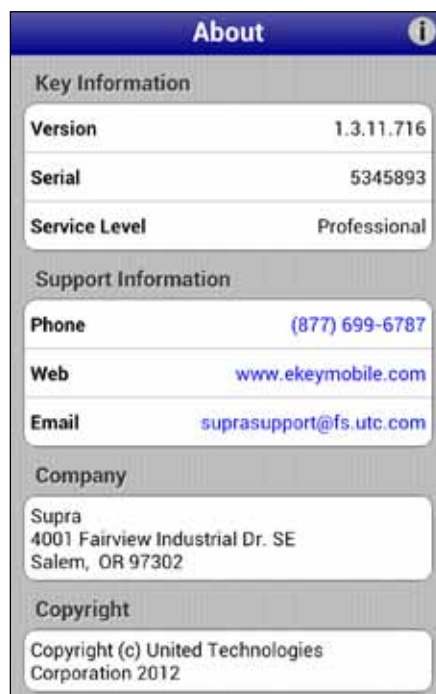 About
i
Key Information
Version 1.3.11.716
Serial 5345893
Service Level Professional
Support Information
Phone (877) 699-6787
Web www.ekeymobile.com
Email suprasupport@fs.utc.com
Company
Supra
4001 Fairview Industrial Dr. SE
Salem, OR 97302
Copyright
Copyright (c) United Technologies
Corporation 2012